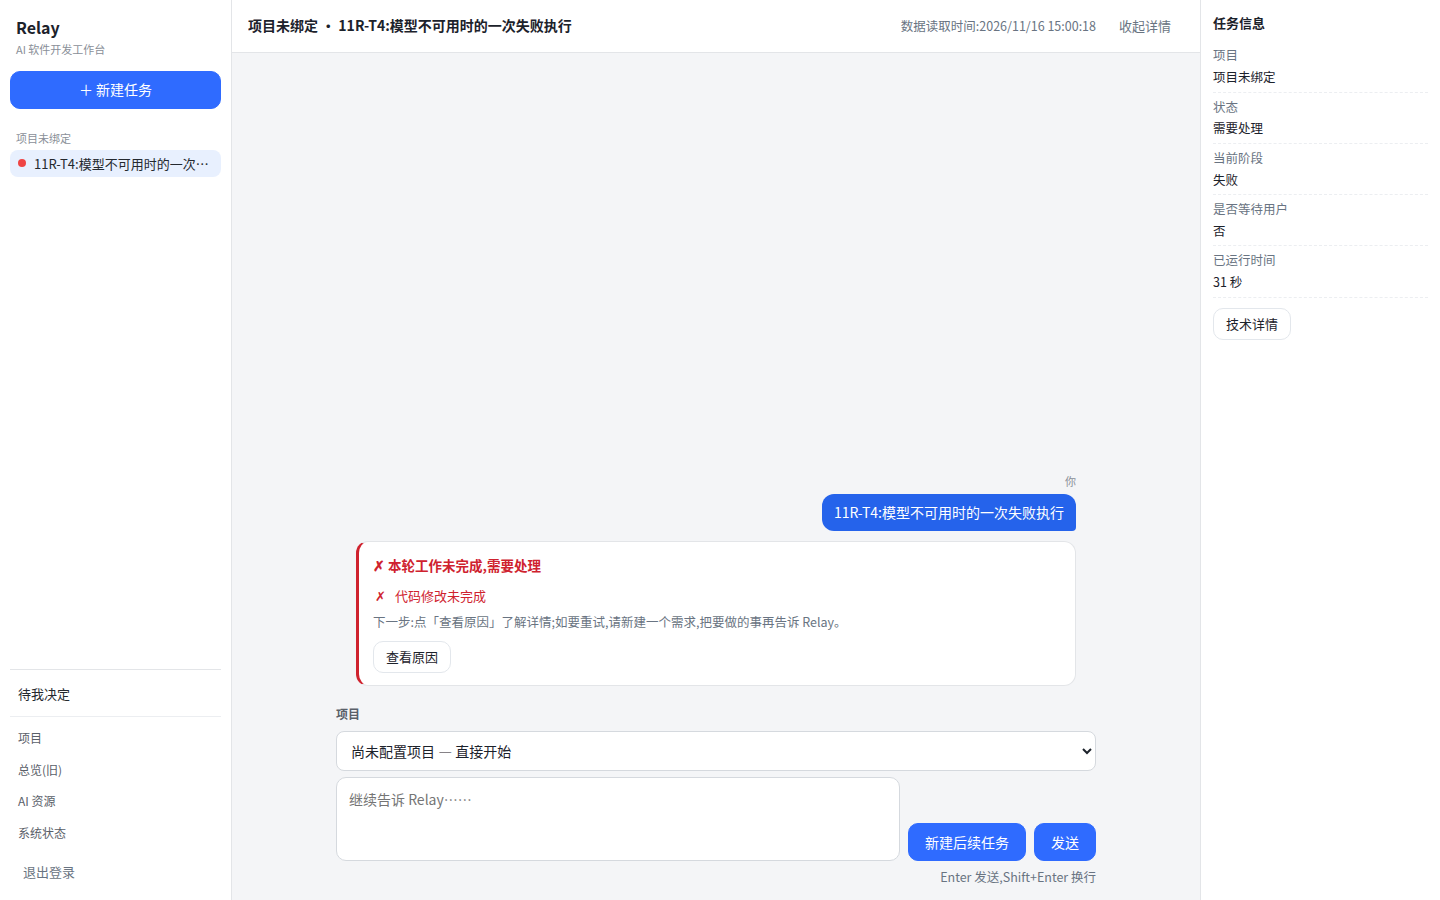 Relay
AI 软件开发工作台
＋ 新建任务
项目未绑定
11R-T4:模型不可用时的一次…
待我决定
项目
总览(旧)
AI 资源
系统状态
退出登录
项目未绑定 · 11R-T4:模型不可用时的一次失败执行
数据读取时间:2026/11/16 15:00:18
收起详情
你
11R-T4:模型不可用时的一次失败执行
✗ 本轮工作未完成,需要处理
✗ 代码修改未完成
下一步:点「查看原因」了解详情;如要重试,请新建一个需求,把要做的事再告诉 Relay。
查看原因
项目
尚未配置项目 — 直接开始
继续告诉 Relay……
新建后续任务
发送
Enter 发送,Shift+Enter 换行
任务信息
项目
项目未绑定
状态
需要处理
当前阶段
失败
是否等待用户
否
已运行时间
31 秒
技术详情